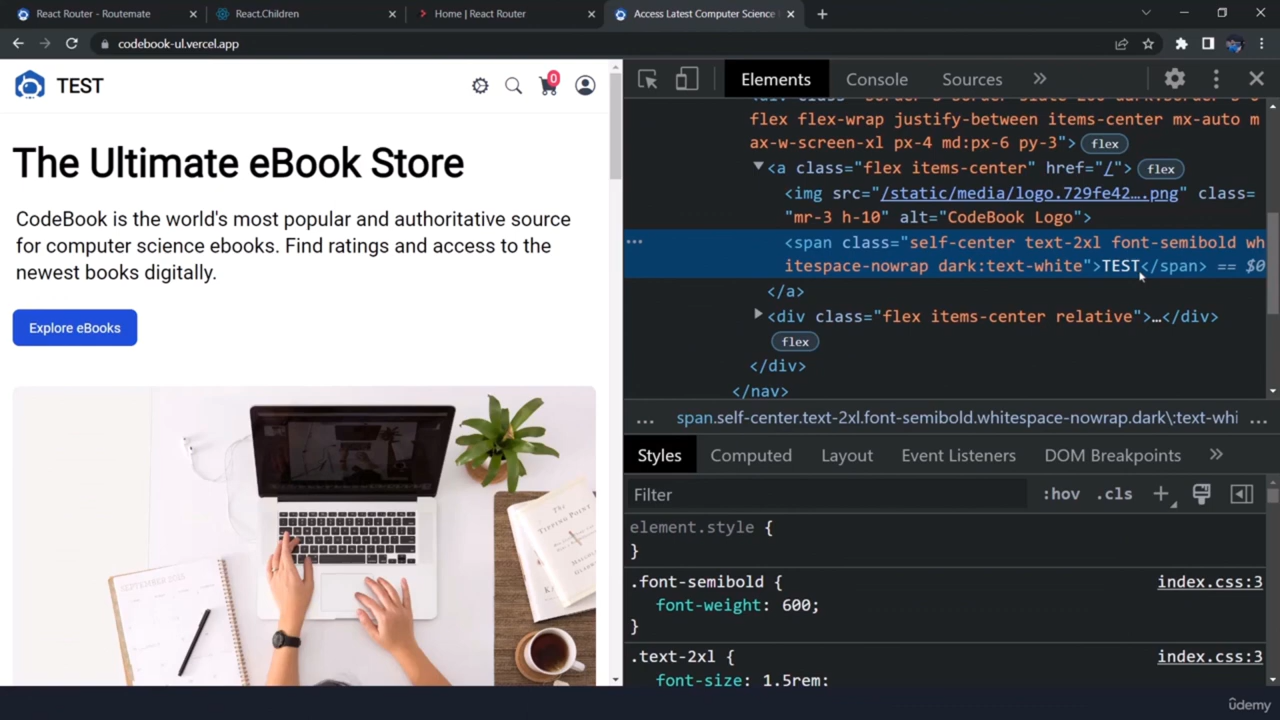 React Router - Routemate
React.Children
Home | React Router
Access Latest Computer Science
codebook-ul.vercel.app
TEST
0
The Ultimate eBook Store
CodeBook is the world's most popular and authoritative source
for computer science ebooks. Find ratings and access to the
newest books digitally.
Explore eBooks
SEPTEMBER
THE
TIPPING POINT
Elements
Console
Sources
flex flex-wrap justify-between items-center mx-auto m
ax-w-screen-xl px-4 md:px-6 py-3"> flex
<a class="flex items-center" href="/"> flex
<img src="/static/media/logo.729fe42….png" class=
"mr-3 h-10" alt="CodeBook Logo">
<span class="self-center text-2xl font-semibold wh
itespace-nowrap dark:text-white">TEST</span> == $0
</a>
<div class="flex items-center relative">…</div>
flex
</div>
</nav>
... span.self-center.text-2xl.font-semibold.whitespace-nowrap.dark\:text-whi ...
Styles
Computed
Layout
Event Listeners
DOM Breakpoints
Filter
:hov .cls
element.style {
}
.font-semibold {
index.css:3
font-weight: 600;
}
.text-2xl {
index.css:3
font-size: 1.5rem;
ûdemy